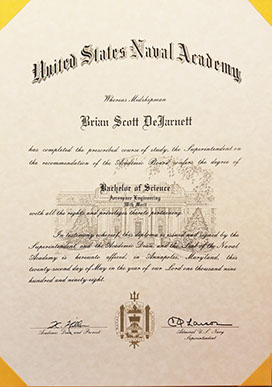 United States Naval Academy
Whereas Midshipman
Brian Scott DeJarnett
has completed the prescribed course of study, the Superintendent on
the recommendation of the Academic Board confers the degree of
Bachelor of Science
Aerospace Engineering
With Merit
with all the rights and privileges thereto pertaining.
In testimony whereof, this diploma is issued and signed by the
Superintendent and the Academic Dean, and the Seal of the Naval
Academy is hereunto affixed, in Annapolis, Maryland, this
twenty-second day of May in the year of our Lord one thousand nine
hundred and ninety-eight.
Academic Dean and Provost
Admiral U.S. Navy
Superintendent